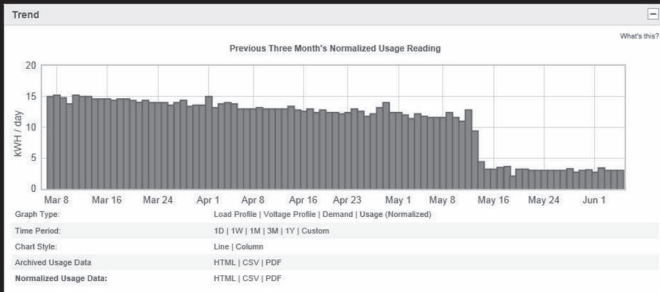 Trend
What's this?
Previous Three Month's Normalized Usage Reading
kWH / day
20
15
10
5
0
Mar 8 Mar 16 Mar 24 Apr 1 Apr 8 Apr 16 Apr 23 May 1 May 8 May 16 May 24 Jun 1
Graph Type: Load Profile | Voltage Profile | Demand | Usage (Normalized)
Time Period: 1D | 1W | 1M | 3M | 1Y | Custom
Chart Style: Line | Column
Archived Usage Data HTML | CSV | PDF
Normalized Usage Data: HTML | CSV | PDF